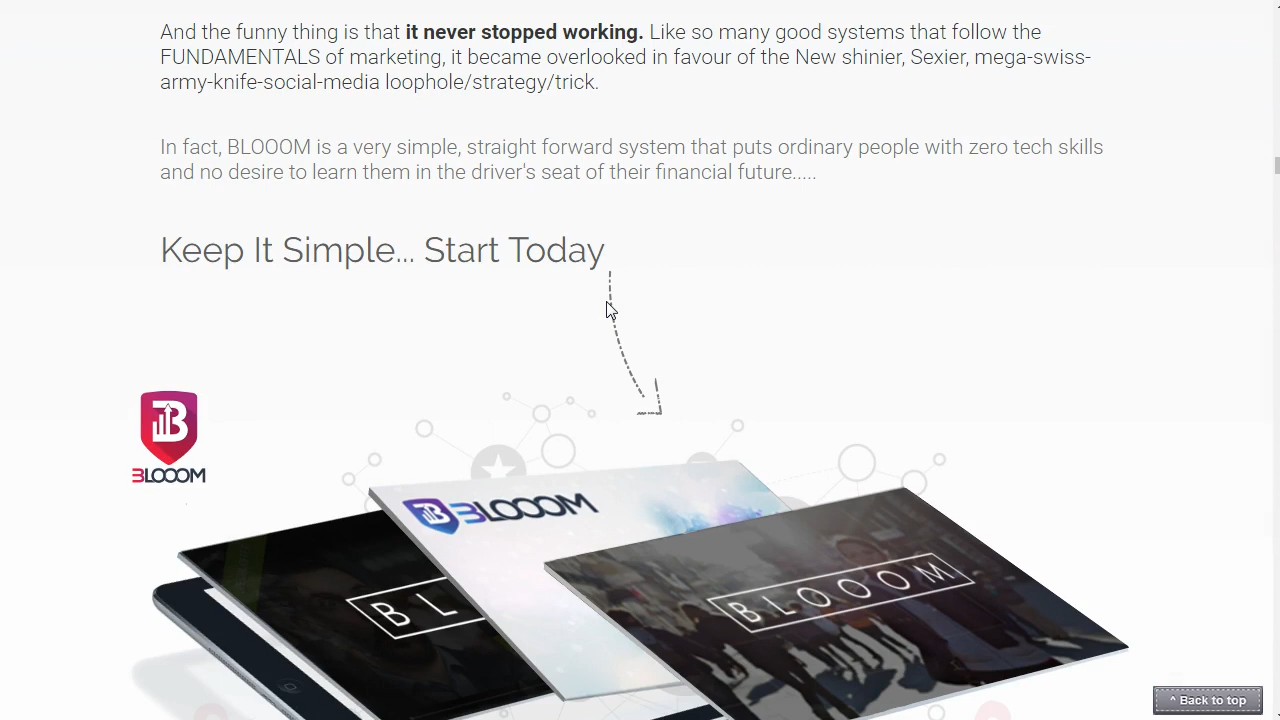 And the funny thing is that it never stopped working. Like so many good systems that follow the
FUNDAMENTALS of marketing, it became overlooked in favour of the New shinier, Sexier, mega-swiss-
army-knife-social-media loophole/strategy/trick.
In fact, BLOOOM is a very simple, straight forward system that puts ordinary people with zero tech skills
and no desire to learn them in the driver's seat of their financial future.....
Keep It Simple... Start Today
B
BLOOOM
B
BLOOOM
BL
BLOOOM
^ Back to top